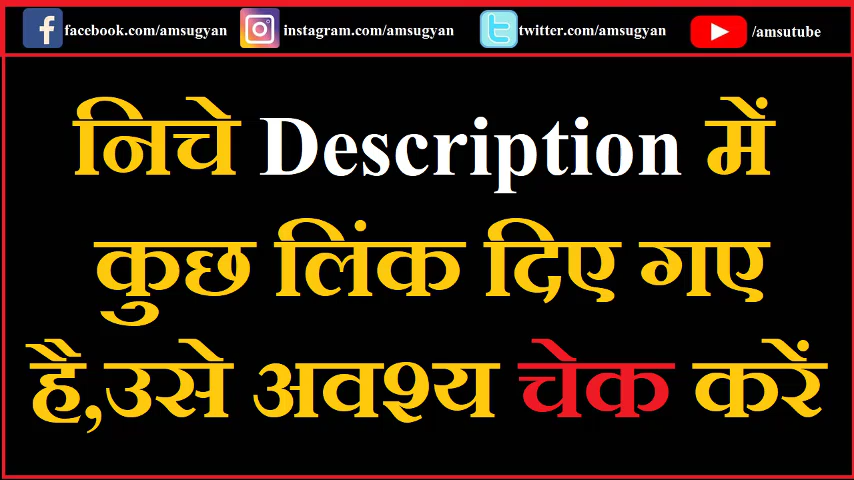 facebook.com/amsugyan instagram.com/amsugyan twitter.com/amsugyan /amsutube
निचे Description में
कुछ लिंक दिए गए
है,उसे अवश्य चेक करें